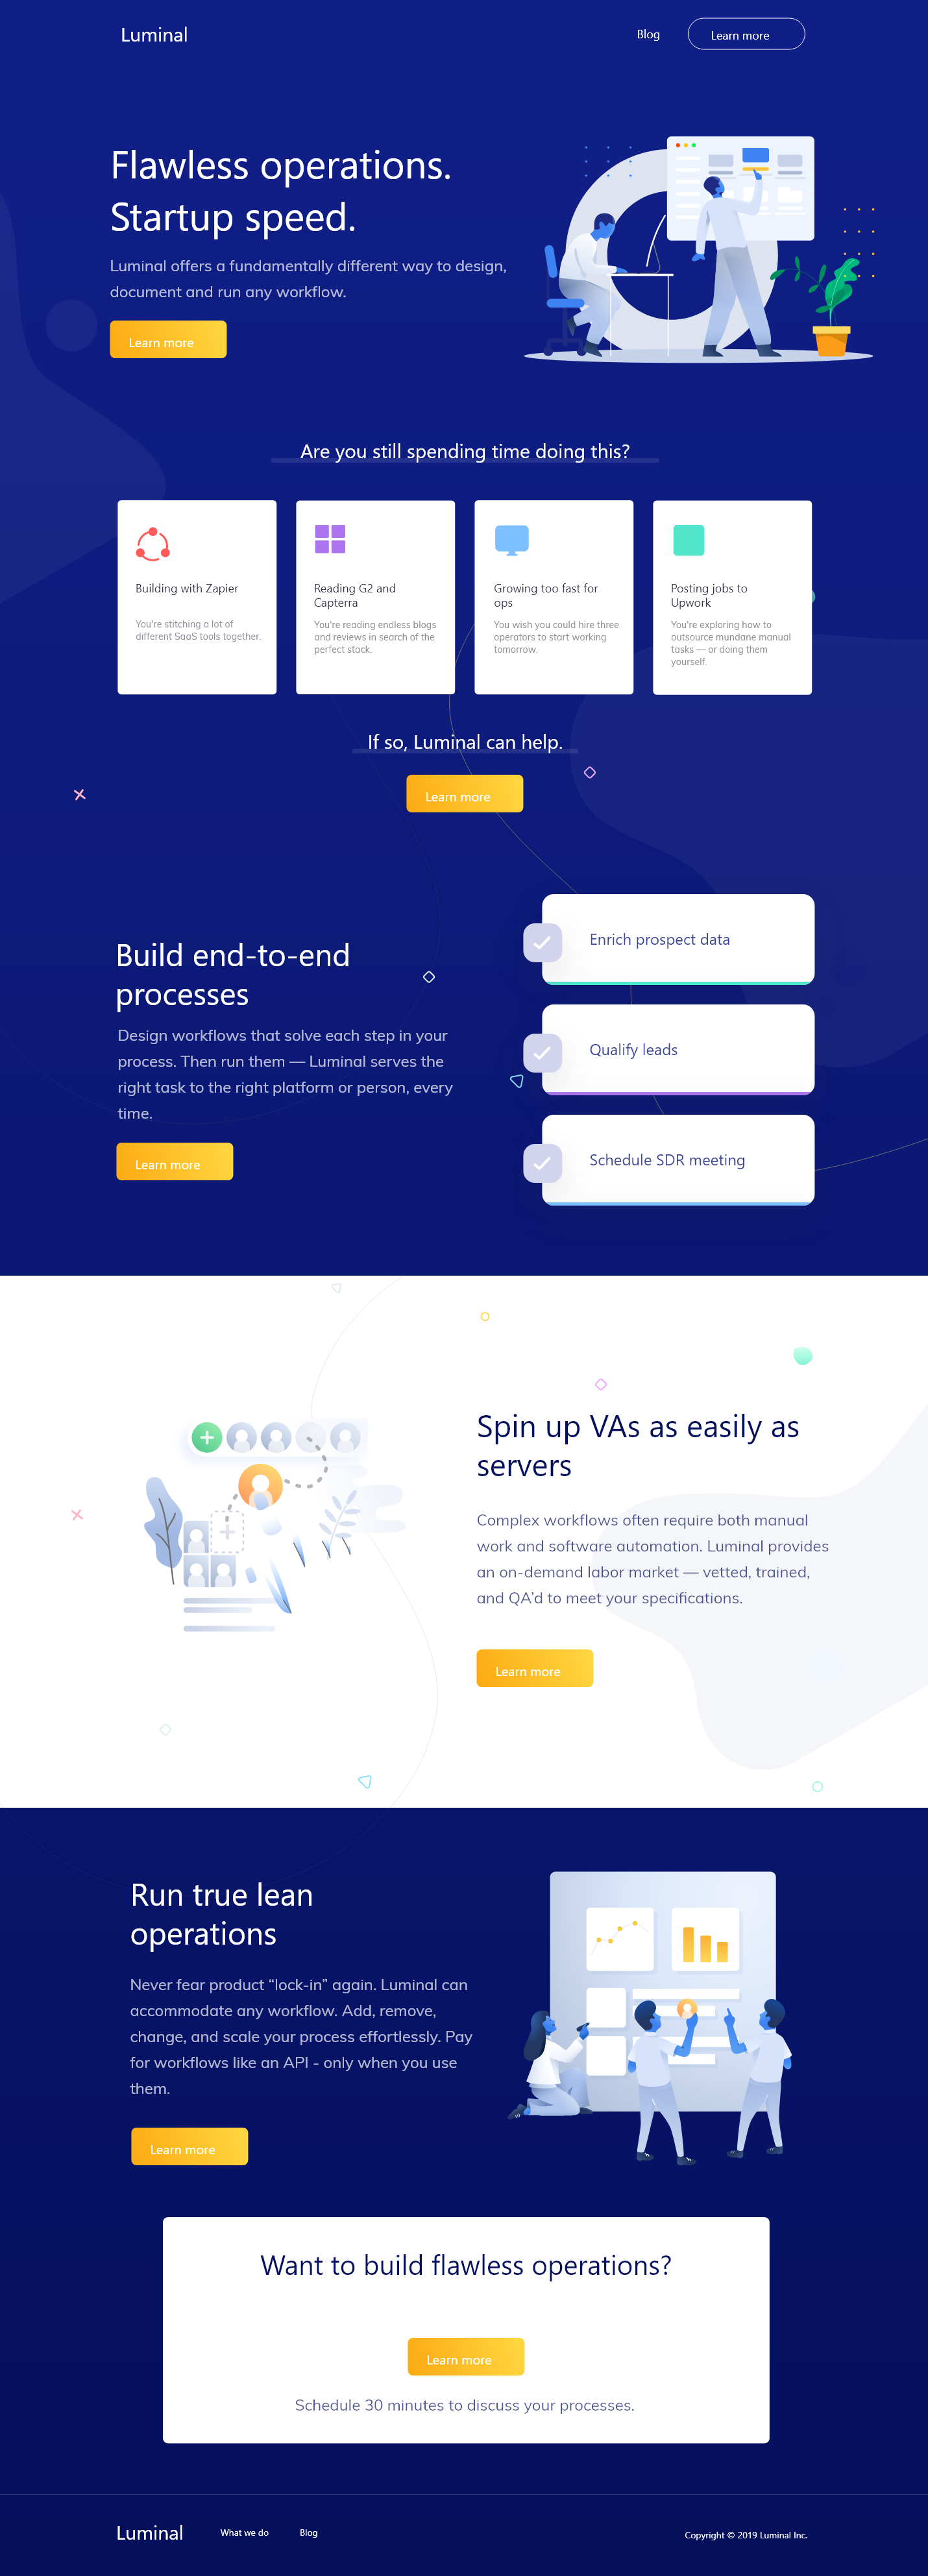 Luminal
Blog
Learn more
Flawless operations.
Startup speed.
Luminal offers a fundamentally different way to design,
document and run any workflow.
Learn more
Are you still spending time doing this?
Building with Zapier
You're stitching a lot of
different SaaS tools together.
Reading G2 and
Capterra
You're reading endless blogs
and reviews in search of the
perfect stack.
Growing too fast for
ops
You wish you could hire three
operators to start working
tomorrow.
Posting jobs to
Upwork
You're exploring how to
outsource mundane manual
tasks — or doing them
yourself.
If so, Luminal can help.
Learn more
Build end-to-end
processes
Design workflows that solve each step in your
process. Then run them — Luminal serves the
right task to the right platform or person, every
time.
Learn more
Enrich prospect data
Qualify leads
Schedule SDR meeting
Spin up VAs as easily as
servers
Complex workflows often require both manual
work and software automation. Luminal provides
an on-demand labor market — vetted, trained,
and QA'd to meet your specifications.
Learn more
Run true lean
operations
Never fear product “lock-in” again. Luminal can
accommodate any workflow. Add, remove,
change, and scale your process effortlessly. Pay
for workflows like an API - only when you use
them.
Learn more
Want to build flawless operations?
Learn more
Schedule 30 minutes to discuss your processes.
Luminal
What we do
Blog
Copyright © 2019 Luminal Inc.